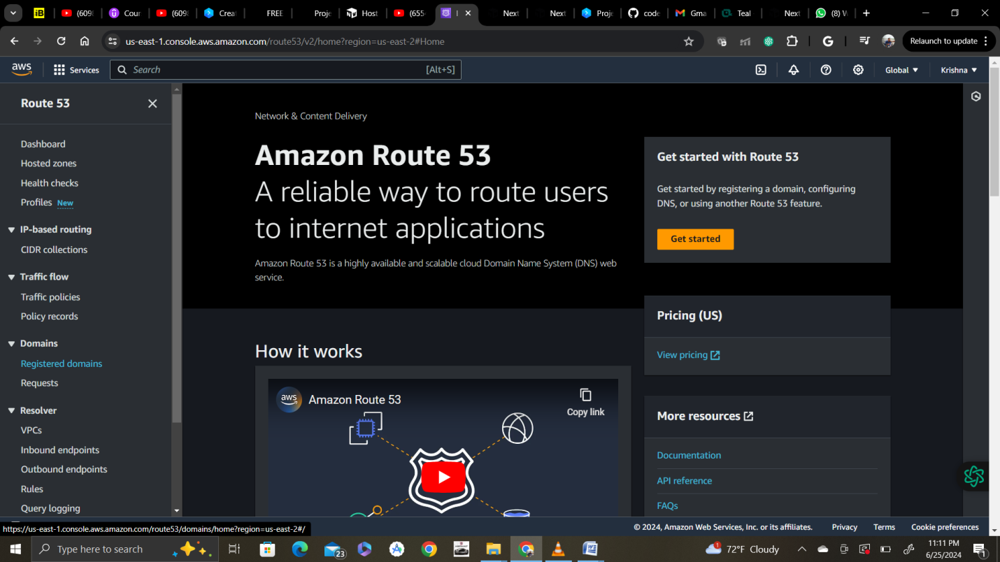 iB
(609
Cour
(609
Creat
FREE
Proje
Host
(655
Next
Next
Proje
code
Gma
Teal
Next
(8) W
us-east-1.console.aws.amazon.com/route53/v2/home?region=us-east-2#Home
Relaunch to update
aws
Services
Search
[Alt+S]
Global
Krishna
Route 53
Dashboard
Hosted zones
Health checks
Profiles New
IP-based routing
CIDR collections
Traffic flow
Traffic policies
Policy records
Domains
Registered domains
Requests
Resolver
VPCs
Inbound endpoints
Outbound endpoints
Rules
Query logging
Network & Content Delivery
Amazon Route 53
A reliable way to route users
to internet applications
Amazon Route 53 is a highly available and scalable cloud Domain Name System (DNS) web
service.
Get started with Route 53
Get started by registering a domain, configuring
DNS, or using another Route 53 feature.
Get started
Pricing (US)
View pricing
How it works
aws
Amazon Route 53
Copy link
More resources
Documentation
API reference
FAQs
https://us-east-1.console.aws.amazon.com/route53/domains/home?region=us-east-2#/
© 2024, Amazon Web Services, Inc. or its affiliates.
Privacy
Terms
Cookie preferences
Type here to search
23
1
72°F Cloudy
11:11 PM
6/25/2024
1